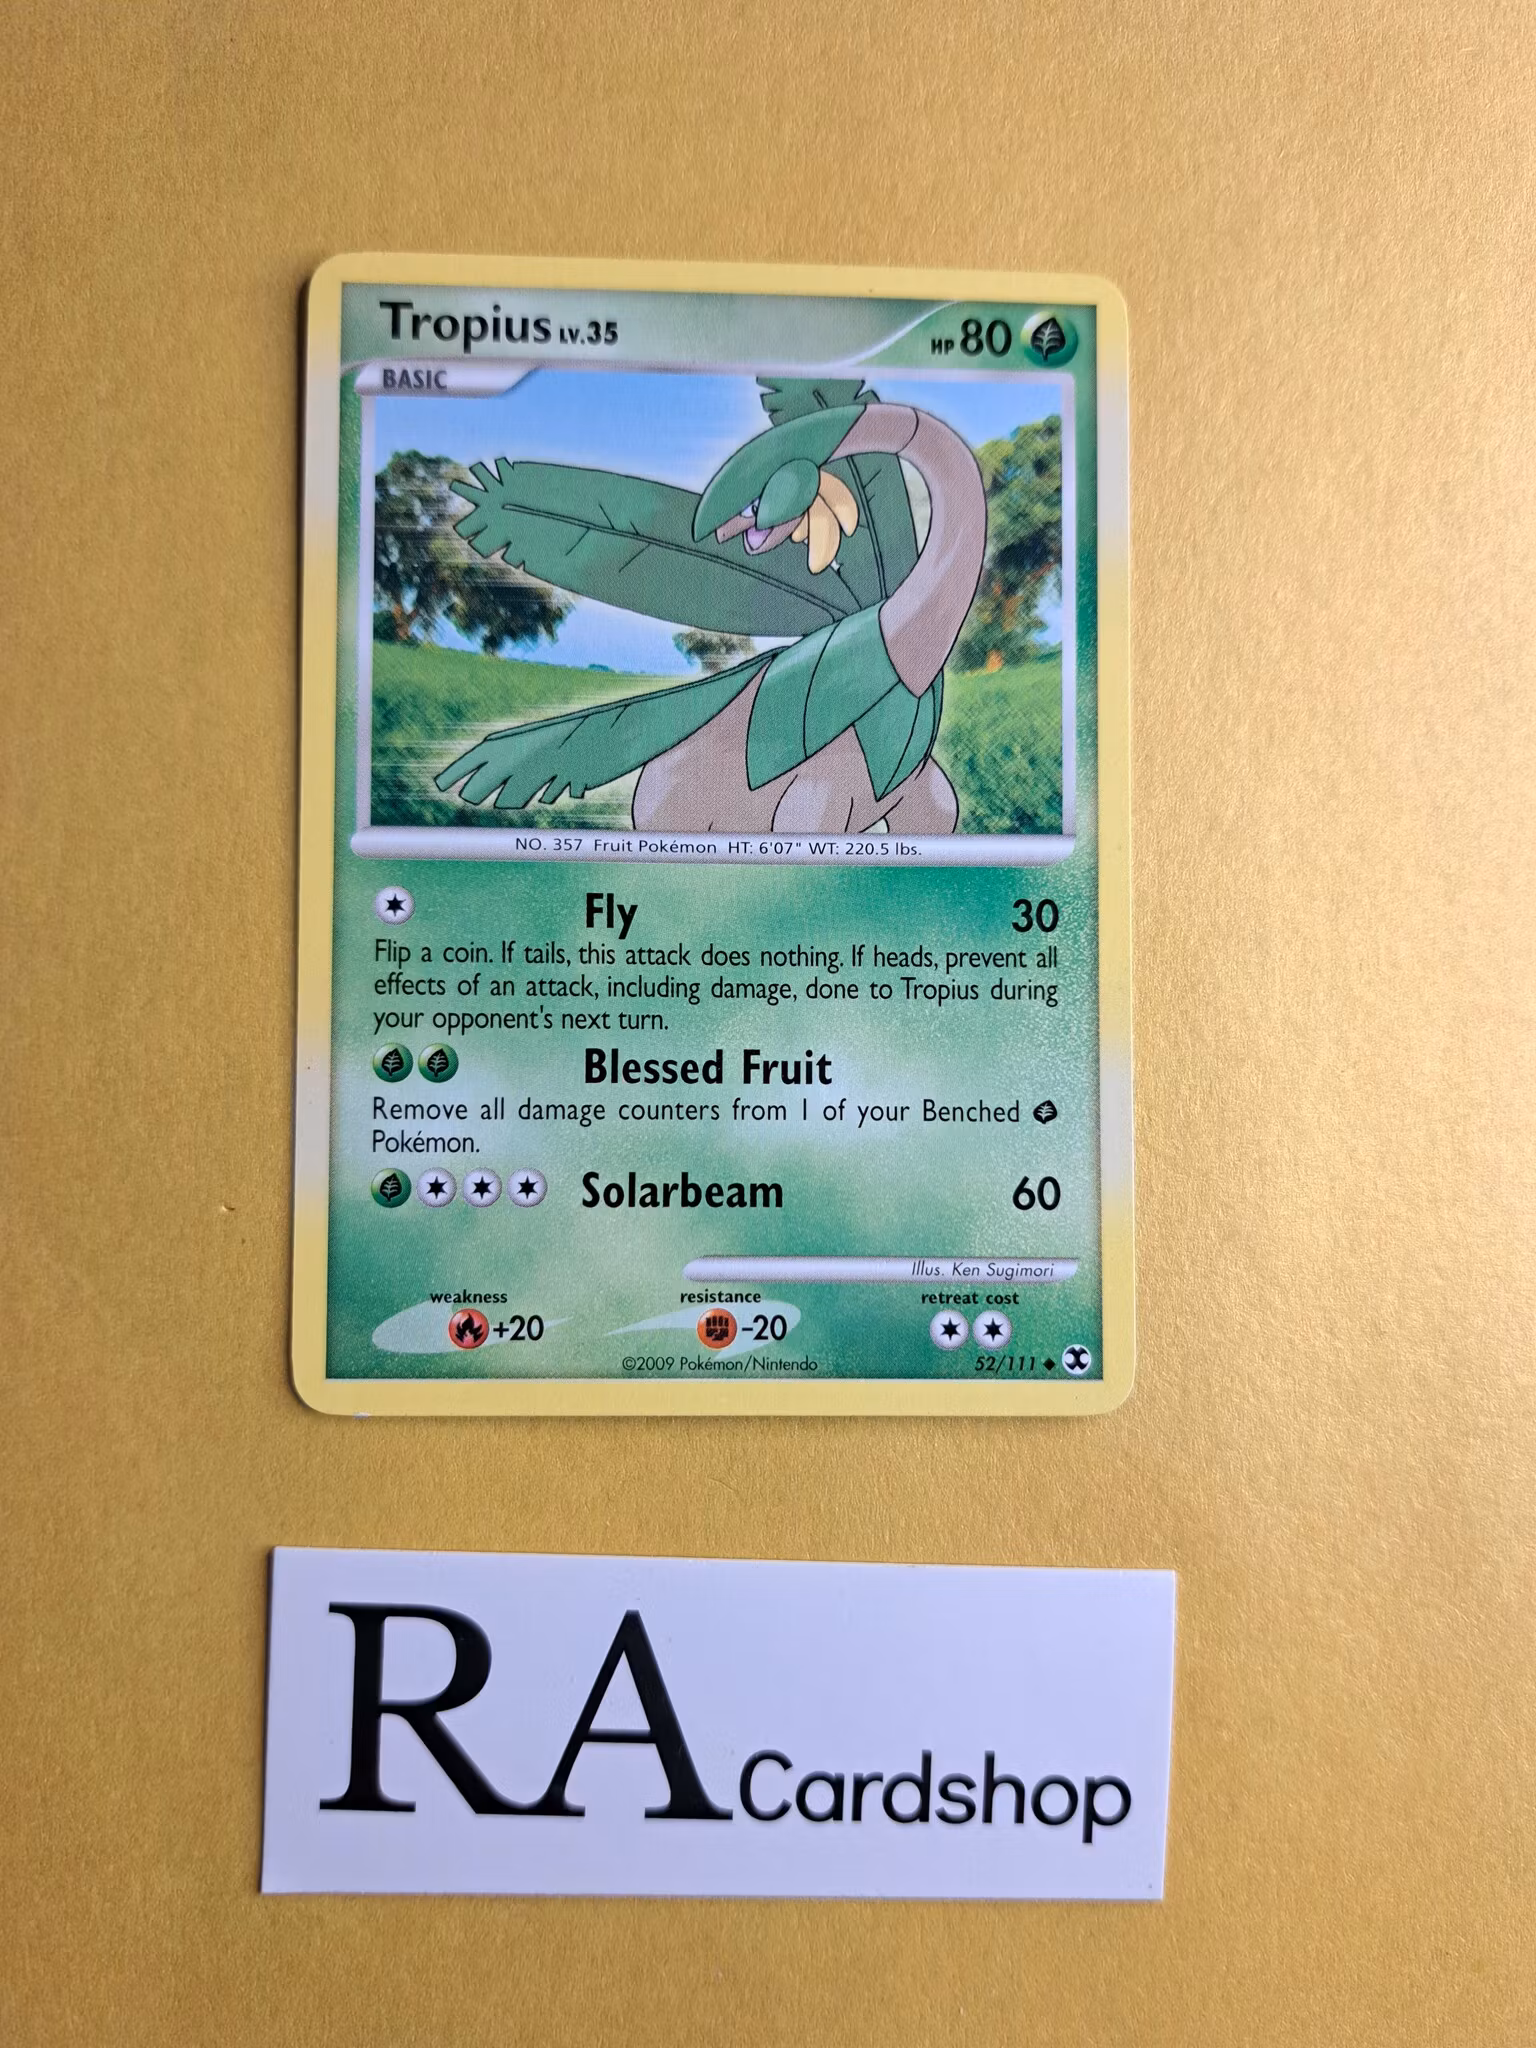 Tropius LV.35
HP 80
BASIC
NO. 357 Fruit Pokémon HT: 6'07" WT: 220.5 lbs.
Fly 30
Flip a coin. If tails, this attack does nothing. If heads, prevent all
effects of an attack, including damage, done to Tropius during
your opponent's next turn.
Blessed Fruit
Remove all damage counters from 1 of your Benched
Pokémon.
Solarbeam 60
Illus. Ken Sugimori
weakness resistance retreat cost
+20 -20
©2009 Pokémon/Nintendo 52/111
RA Cardshop